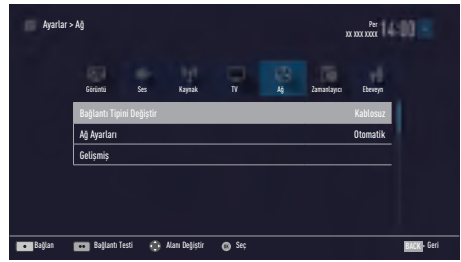 Ayarlar > Ağ
Per
xx xxx xxxx 14:00
Görüntü Ses Kaynak TV Ağ Zamanlayıcı Ebeveyn
Bağlantı Tipini Değiştir Kablosuz
Ağ Ayarları Otomatik
Gelişmiş
Bağlan Bağlantı Testi Alanı Değiştir OK Seç BACK Geri